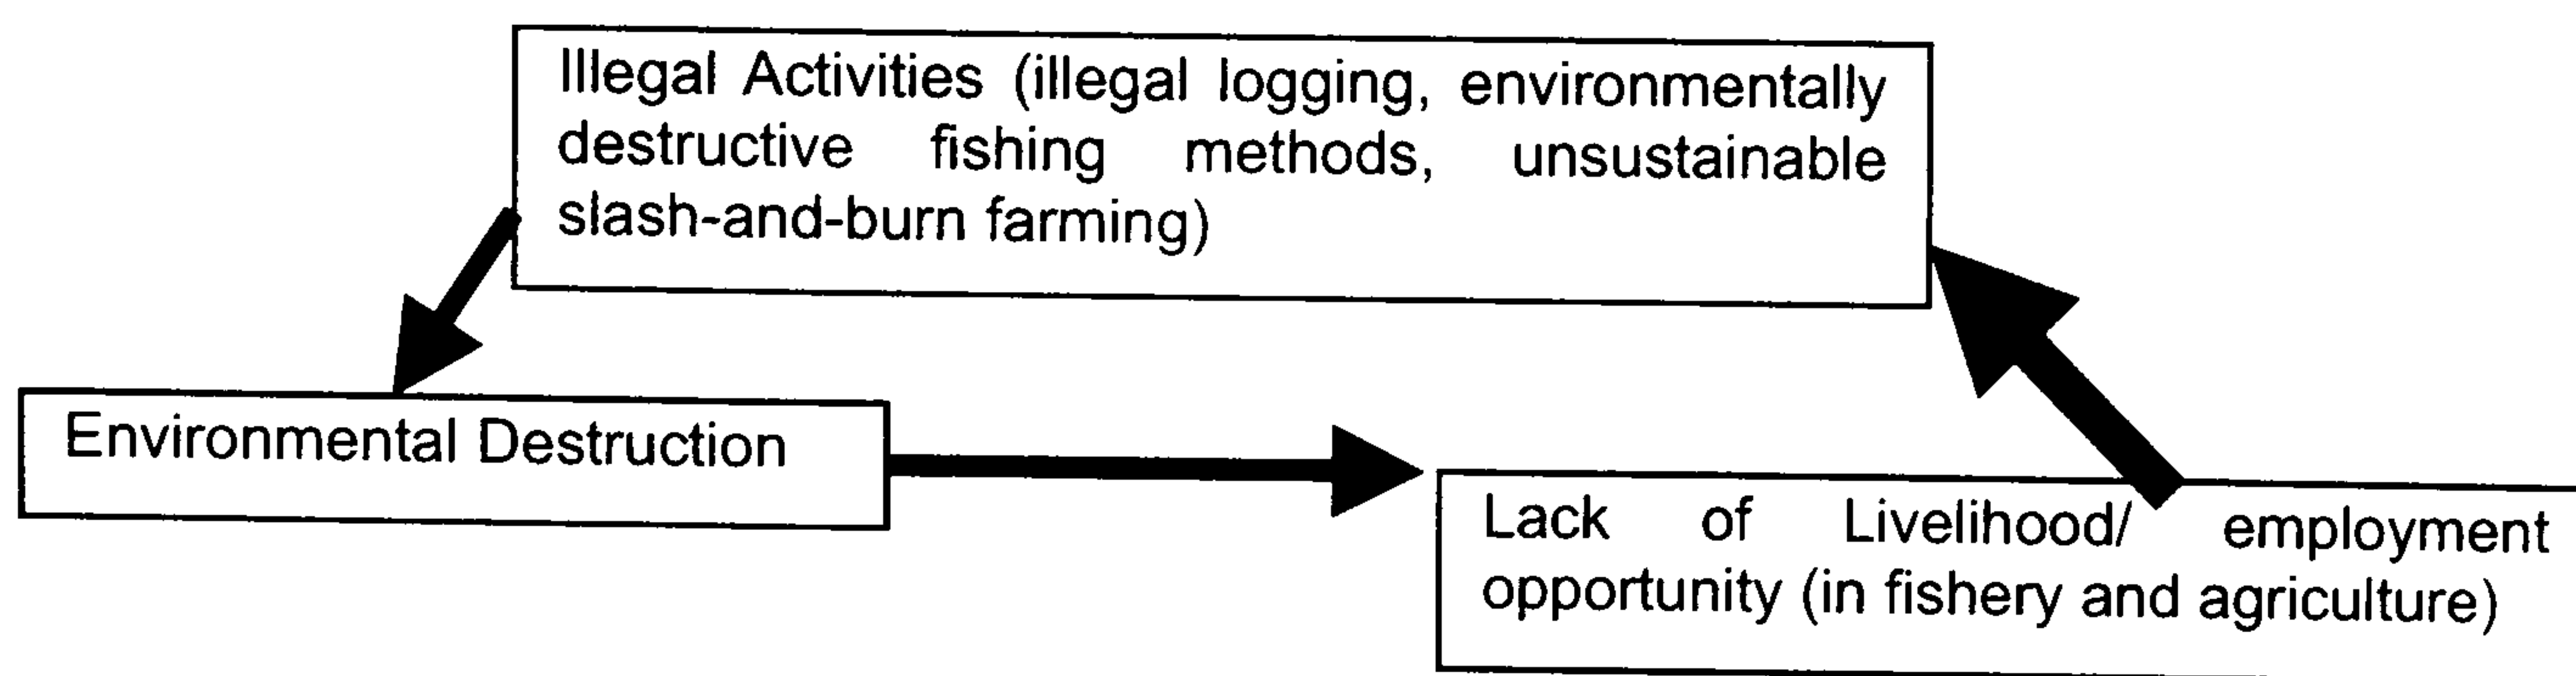 Illegal Activities (illegal logging, environmentally
destructive fishing methods, unsustainable
slash-and-burn farming)
Environmental Destruction
Lack of Livelihood/ employment
opportunity (in fishery and agriculture)